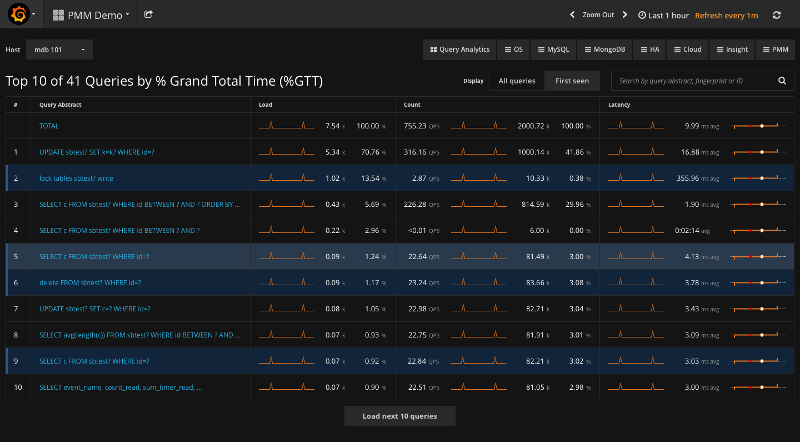 PMM Demo
Zoom Out
Last 1 hour
Refresh every 1m
Host
mdb 101
Query Analytics
OS
MySQL
MongoDB
HA
Cloud
Insight
PMM
Top 10 of 41 Queries by % Grand Total Time (%GTT)
Display
All queries
First seen
Search by query abstract, fingerprint or ID
# Query Abstract Load Count Latency
TOTAL 7.54 k 100.00 % 755.23 QPS 2000.72 k 100.00 % 9.99 ms avg
1 UPDATE sbtest? SET k=k? WHERE id=? 5.34 k 70.76 % 316.16 QPS 1000.14 k 41.86 % 16.88 ms avg
2 lock tables sbtest? write 1.02 k 13.54 % 2.87 QPS 10.33 k 0.38 % 355.96 ms avg
3 SELECT c FROM sbtest? WHERE id BETWEEN ? AND ? ORDER BY ... 0.43 k 5.69 % 226.28 QPS 814.59 k 29.96 % 1.90 ms avg
4 SELECT c FROM sbtest? WHERE id BETWEEN ? AND ? 0.22 k 2.96 % <0.01 QPS 6.00 k 0.00 % 0:02:14 avg
5 SELECT c FROM sbtest? WHERE id=? 0.09 k 1.24 % 22.64 QPS 81.49 k 3.00 % 4.13 ms avg
6 delete FROM sbtest? WHERE id=? 0.09 k 1.17 % 23.24 QPS 83.66 k 3.08 % 3.78 ms avg
7 UPDATE sbtest? SET c=? WHERE id=? 0.08 k 1.05 % 22.98 QPS 82.71 k 3.04 % 3.43 ms avg
8 SELECT avg(length(c)) FROM sbtest? WHERE id BETWEEN ? AND ... 0.07 k 0.93 % 22.75 QPS 81.91 k 3.01 % 3.09 ms avg
9 SELECT c FROM sbtest? WHERE id=? 0.07 k 0.92 % 22.84 QPS 82.21 k 3.02 % 3.03 ms avg
10 SELECT event_name, count_read, sum_timer_read, ... 0.07 k 0.90 % 22.51 QPS 81.05 k 2.98 % 3.00 ms avg
Load next 10 queries